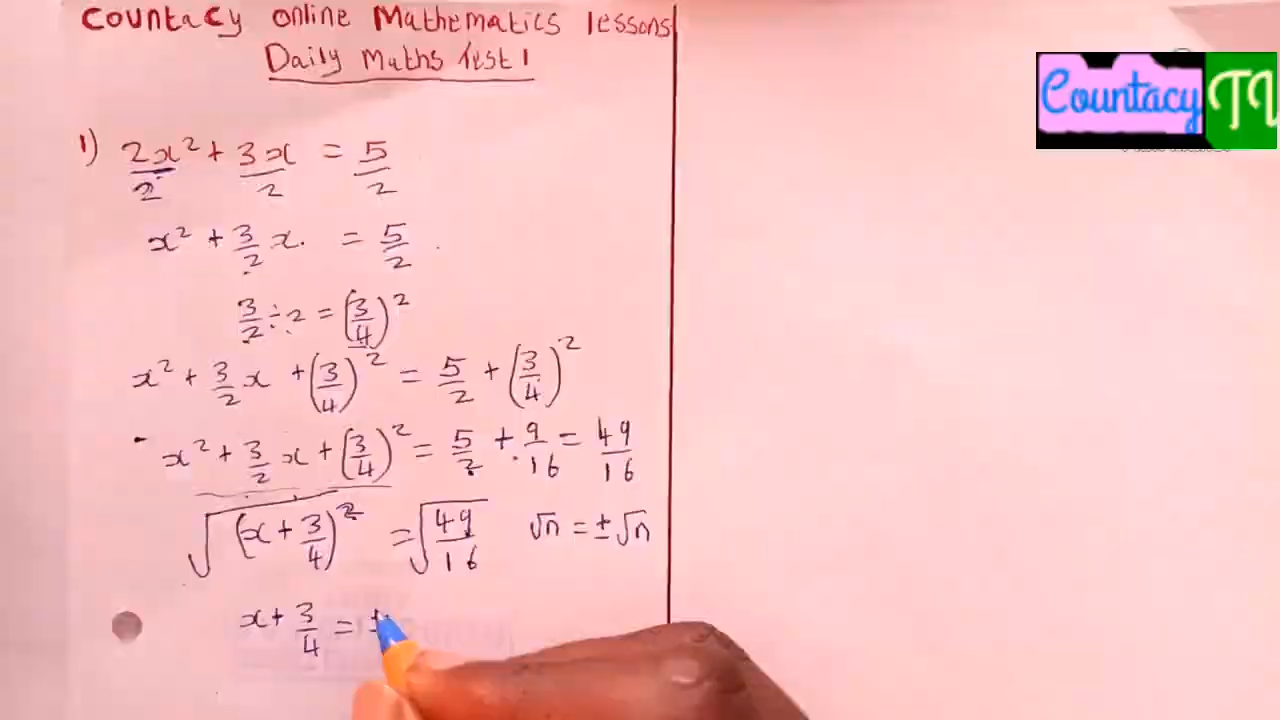 Countacy online Mathematics lessons
Daily Maths Test 1
Countacy TV
1) 2x²/2 + 3x/2 = 5/2
x² + 3/2 x. = 5/2
3/2 ÷ 2 = (3/4)²
x² + 3/2 x + (3/4)² = 5/2 + (3/4)²
x² + 3/2 x + (3/4)² = 5/2 + 9/16 = 49/16
√(x + 3/4)² = √49/16 √n = ±√n
x + 3/4 = ±